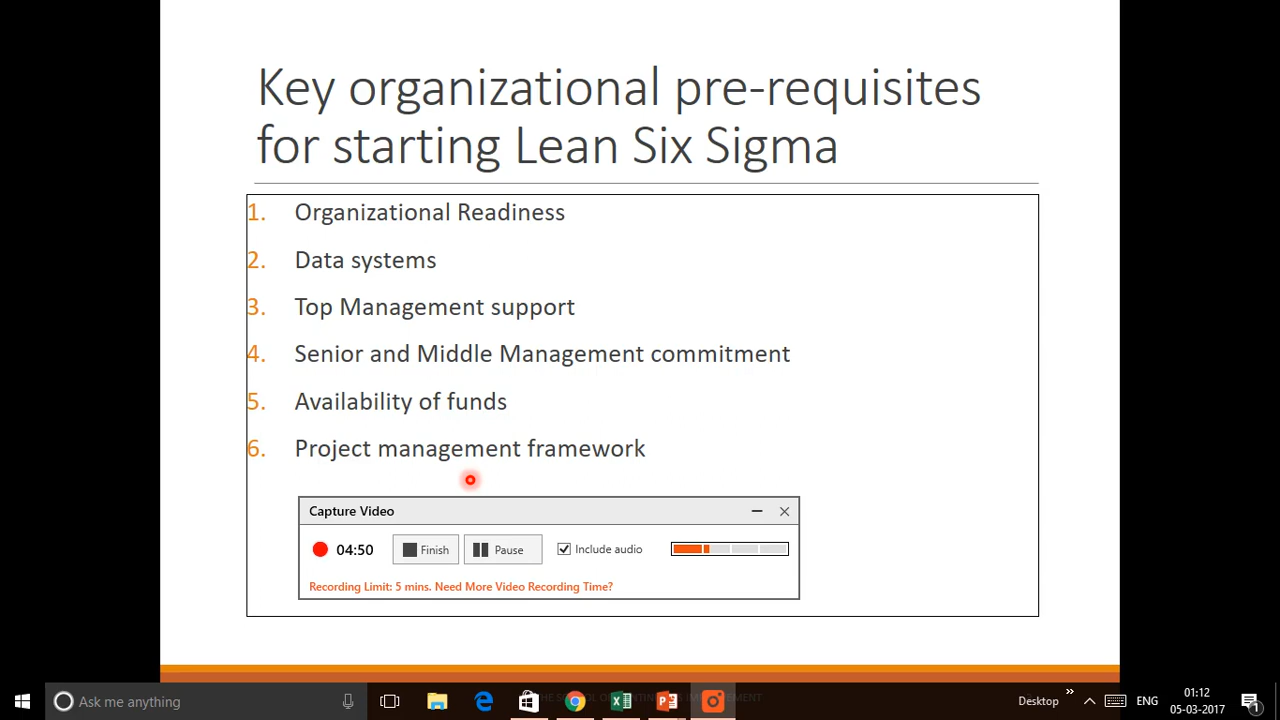 Key organizational pre-requisites
for starting Lean Six Sigma
1. Organizational Readiness
2. Data systems
3. Top Management support
4. Senior and Middle Management commitment
5. Availability of funds
6. Project management framework
Capture Video
04:50 Finish Pause Include audio
Recording Limit: 5 mins. Need More Video Recording Time?
Ask me anything
Desktop
ENG
01:12
05-03-2017
1